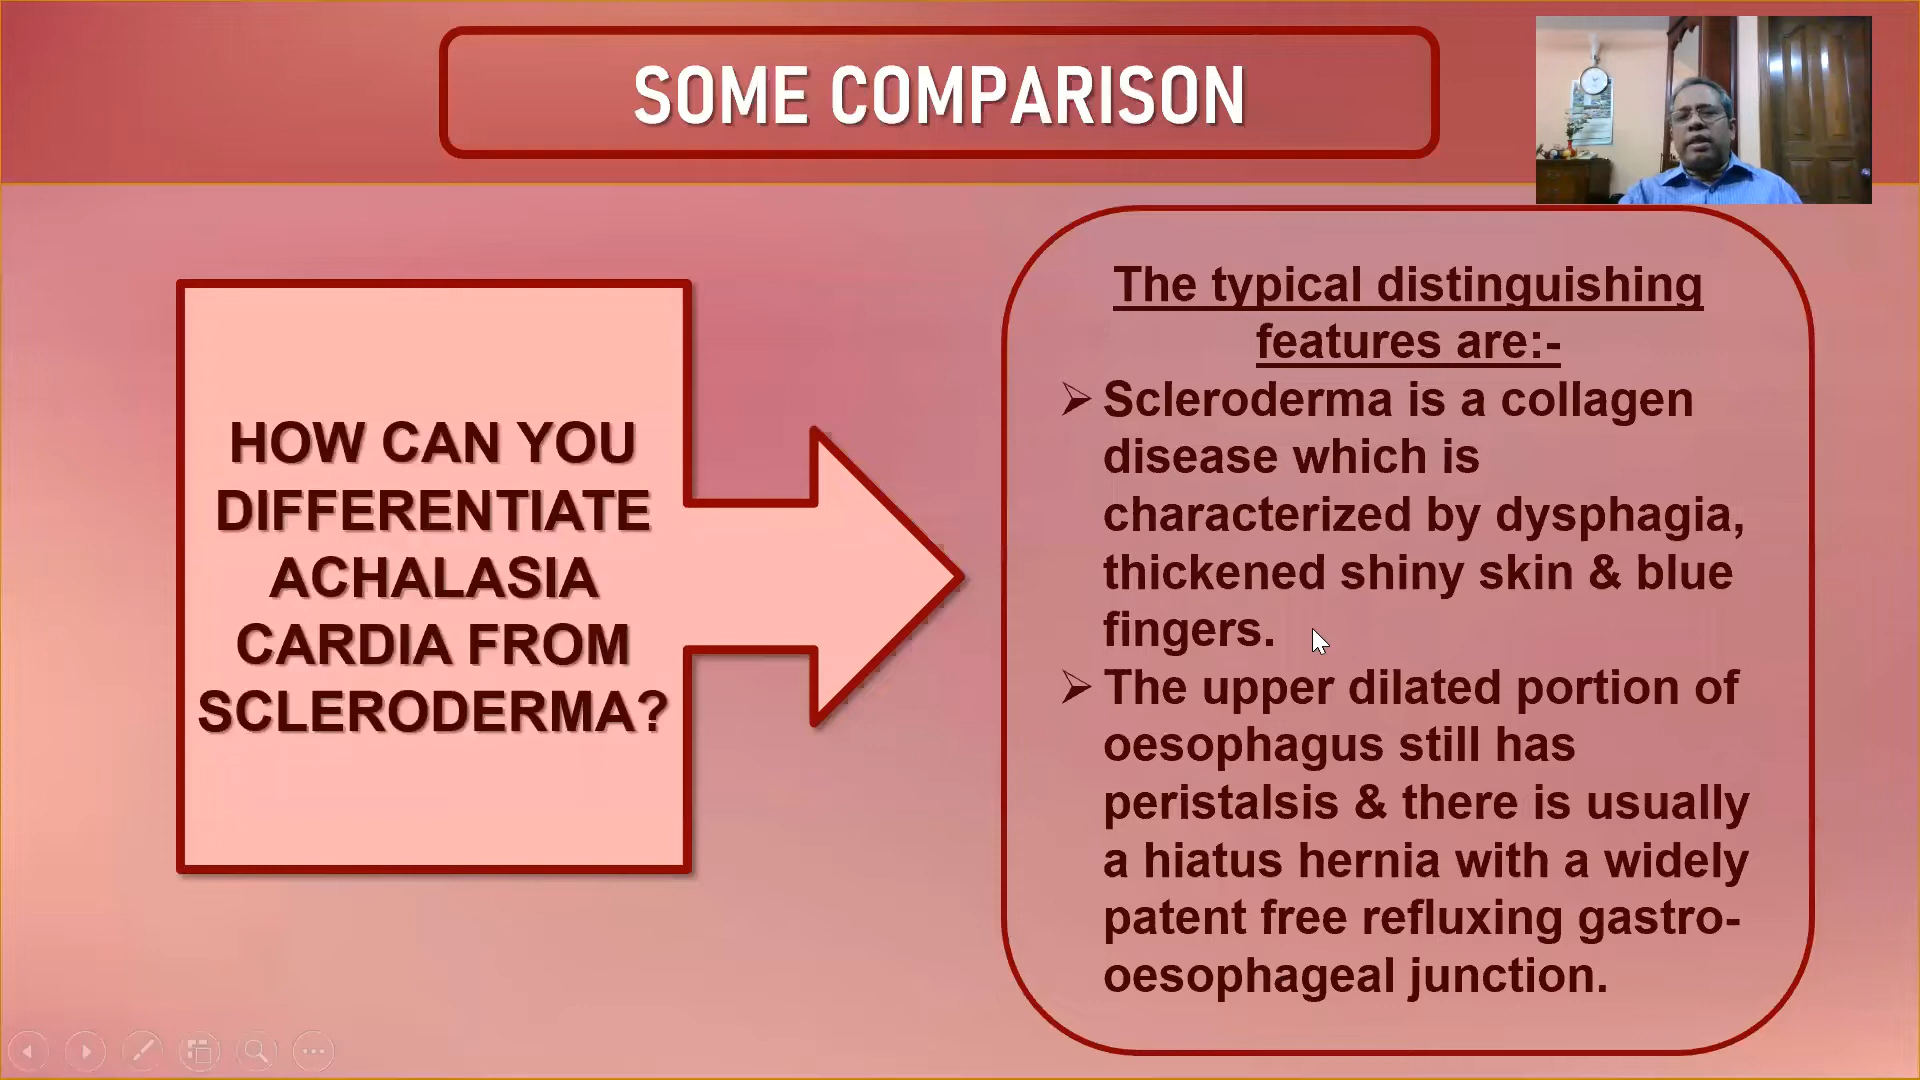 SOME COMPARISON
HOW CAN YOU
DIFFERENTIATE
ACHALASIA
CARDIA FROM
SCLERODERMA?
The typical distinguishing
features are:-
Scleroderma is a collagen
disease which is
characterized by dysphagia,
thickened shiny skin & blue
fingers.
The upper dilated portion of
oesophagus still has
peristalsis & there is usually
a hiatus hernia with a widely
patent free refluxing gastro-
oesophageal junction.